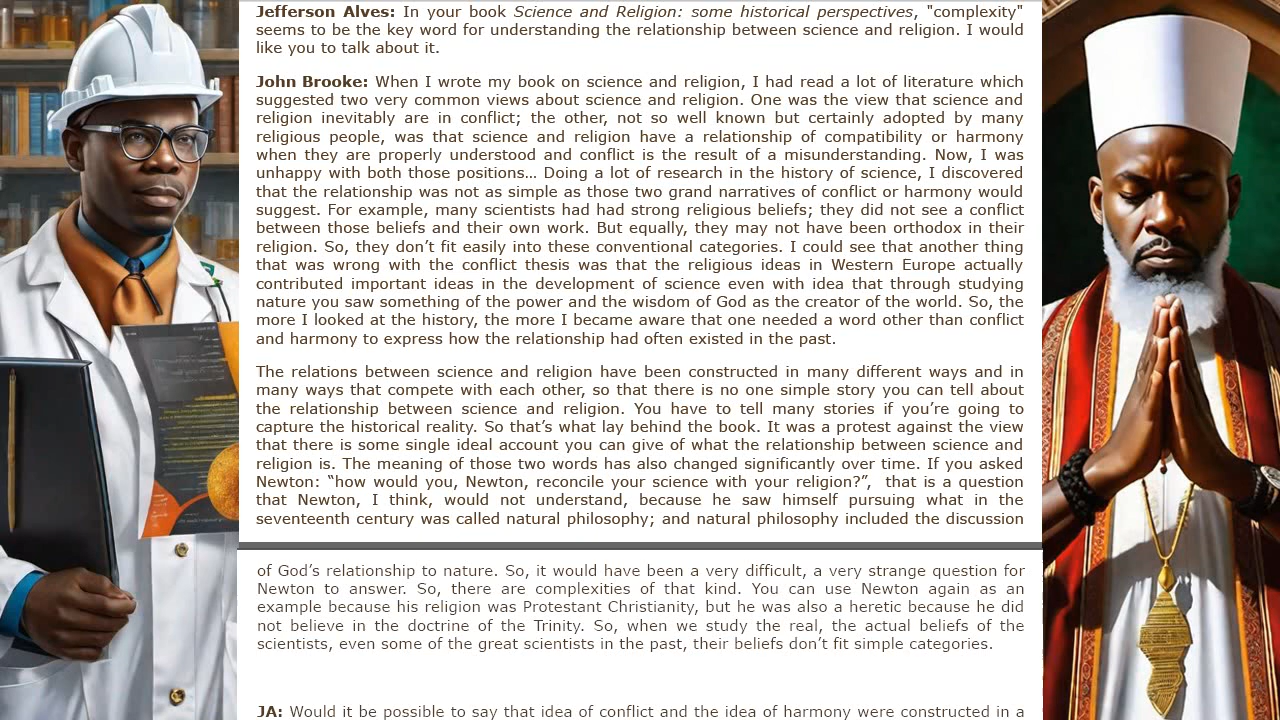 Jefferson Alves: In your book Science and Religion: some historical perspectives, "complexity"
seems to be the key word for understanding the relationship between science and religion. I would
like you to talk about it.
John Brooke: When I wrote my book on science and religion, I had read a lot of literature which
suggested two very common views about science and religion. One was the view that science and
religion inevitably are in conflict; the other, not so well known but certainly adopted by many
religious people, was that science and religion have a relationship of compatibility or harmony
when they are properly understood and conflict is the result of a misunderstanding. Now, I was
unhappy with both those positions… Doing a lot of research in the history of science, I discovered
that the relationship was not as simple as those two grand narratives of conflict or harmony would
suggest. For example, many scientists had had strong religious beliefs; they did not see a conflict
between those beliefs and their own work. But equally, they may not have been orthodox in their
religion. So, they don’t fit easily into these conventional categories. I could see that another thing
that was wrong with the conflict thesis was that the religious ideas in Western Europe actually
contributed important ideas in the development of science even with idea that through studying
nature you saw something of the power and the wisdom of God as the creator of the world. So, the
more I looked at the history, the more I became aware that one needed a word other than conflict
and harmony to express how the relationship had often existed in the past.
The relations between science and religion have been constructed in many different ways and in
many ways that compete with each other, so that there is no one simple story you can tell about
the relationship between science and religion. You have to tell many stories if you’re going to
capture the historical reality. So that’s what lay behind the book. It was a protest against the view
that there is some single ideal account you can give of what the relationship between science and
religion is. The meaning of those two words has also changed significantly over time. If you asked
Newton: “how would you, Newton, reconcile your science with your religion?”, that is a question
that Newton, I think, would not understand, because he saw himself pursuing what in the
seventeenth century was called natural philosophy; and natural philosophy included the discussion
of God’s relationship to nature. So, it would have been a very difficult, a very strange question for
Newton to answer. So, there are complexities of that kind. You can use Newton again as an
example because his religion was Protestant Christianity, but he was also a heretic because he did
not believe in the doctrine of the Trinity. So, when we study the real, the actual beliefs of the
scientists, even some of the great scientists in the past, their beliefs don’t fit simple categories.
JA: Would it be possible to say that idea of conflict and the idea of harmony were constructed in a